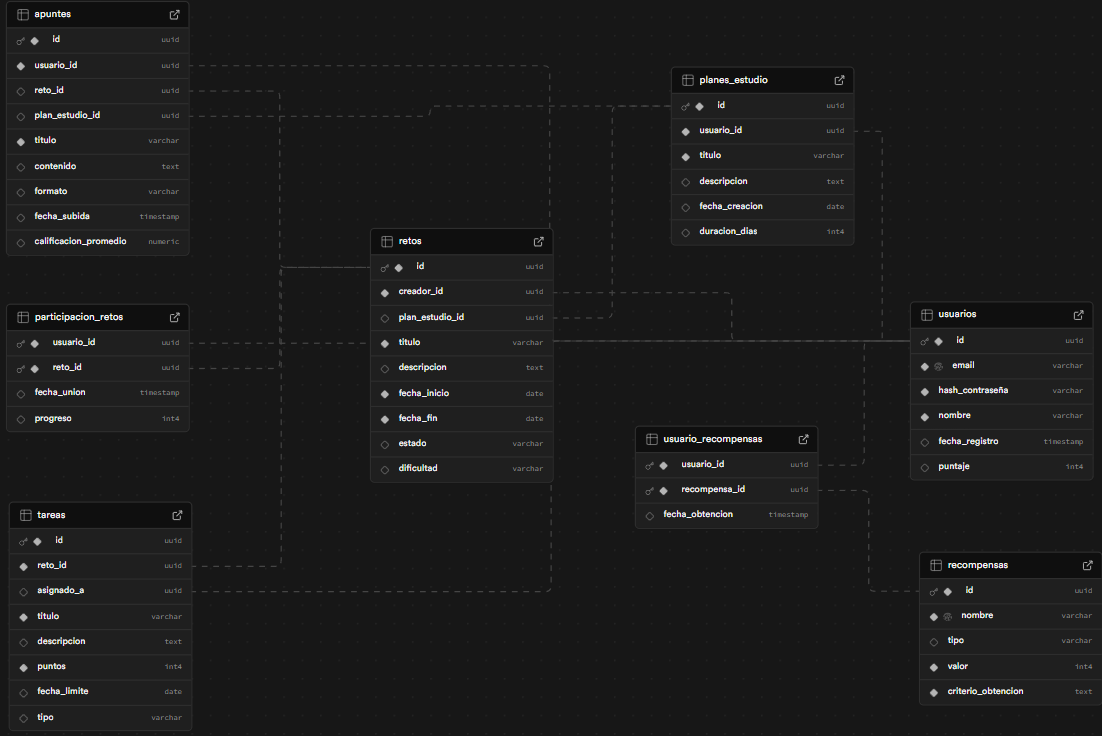 apuntes
id uuid
usuario_id uuid
reto_id uuid
plan_estudio_id uuid
titulo varchar
contenido text
formato varchar
fecha_subida timestamp
calificacion_promedio numeric
participacion_retos
usuario_id uuid
reto_id uuid
fecha_union timestamp
progreso int4
tareas
id uuid
reto_id uuid
asignado_a uuid
titulo varchar
descripcion text
puntos int4
fecha_limite date
tipo varchar
retos
id uuid
creador_id uuid
plan_estudio_id uuid
titulo varchar
descripcion text
fecha_inicio date
fecha_fin date
estado varchar
dificultad varchar
planes_estudio
id uuid
usuario_id uuid
titulo varchar
descripcion text
fecha_creacion date
duracion_dias int4
usuario_recompensas
usuario_id uuid
recompensa_id uuid
fecha_obtencion timestamp
usuarios
id uuid
email varchar
hash_contraseña varchar
nombre varchar
fecha_registro timestamp
puntaje int4
recompensas
id uuid
nombre varchar
tipo varchar
valor int4
criterio_obtencion text